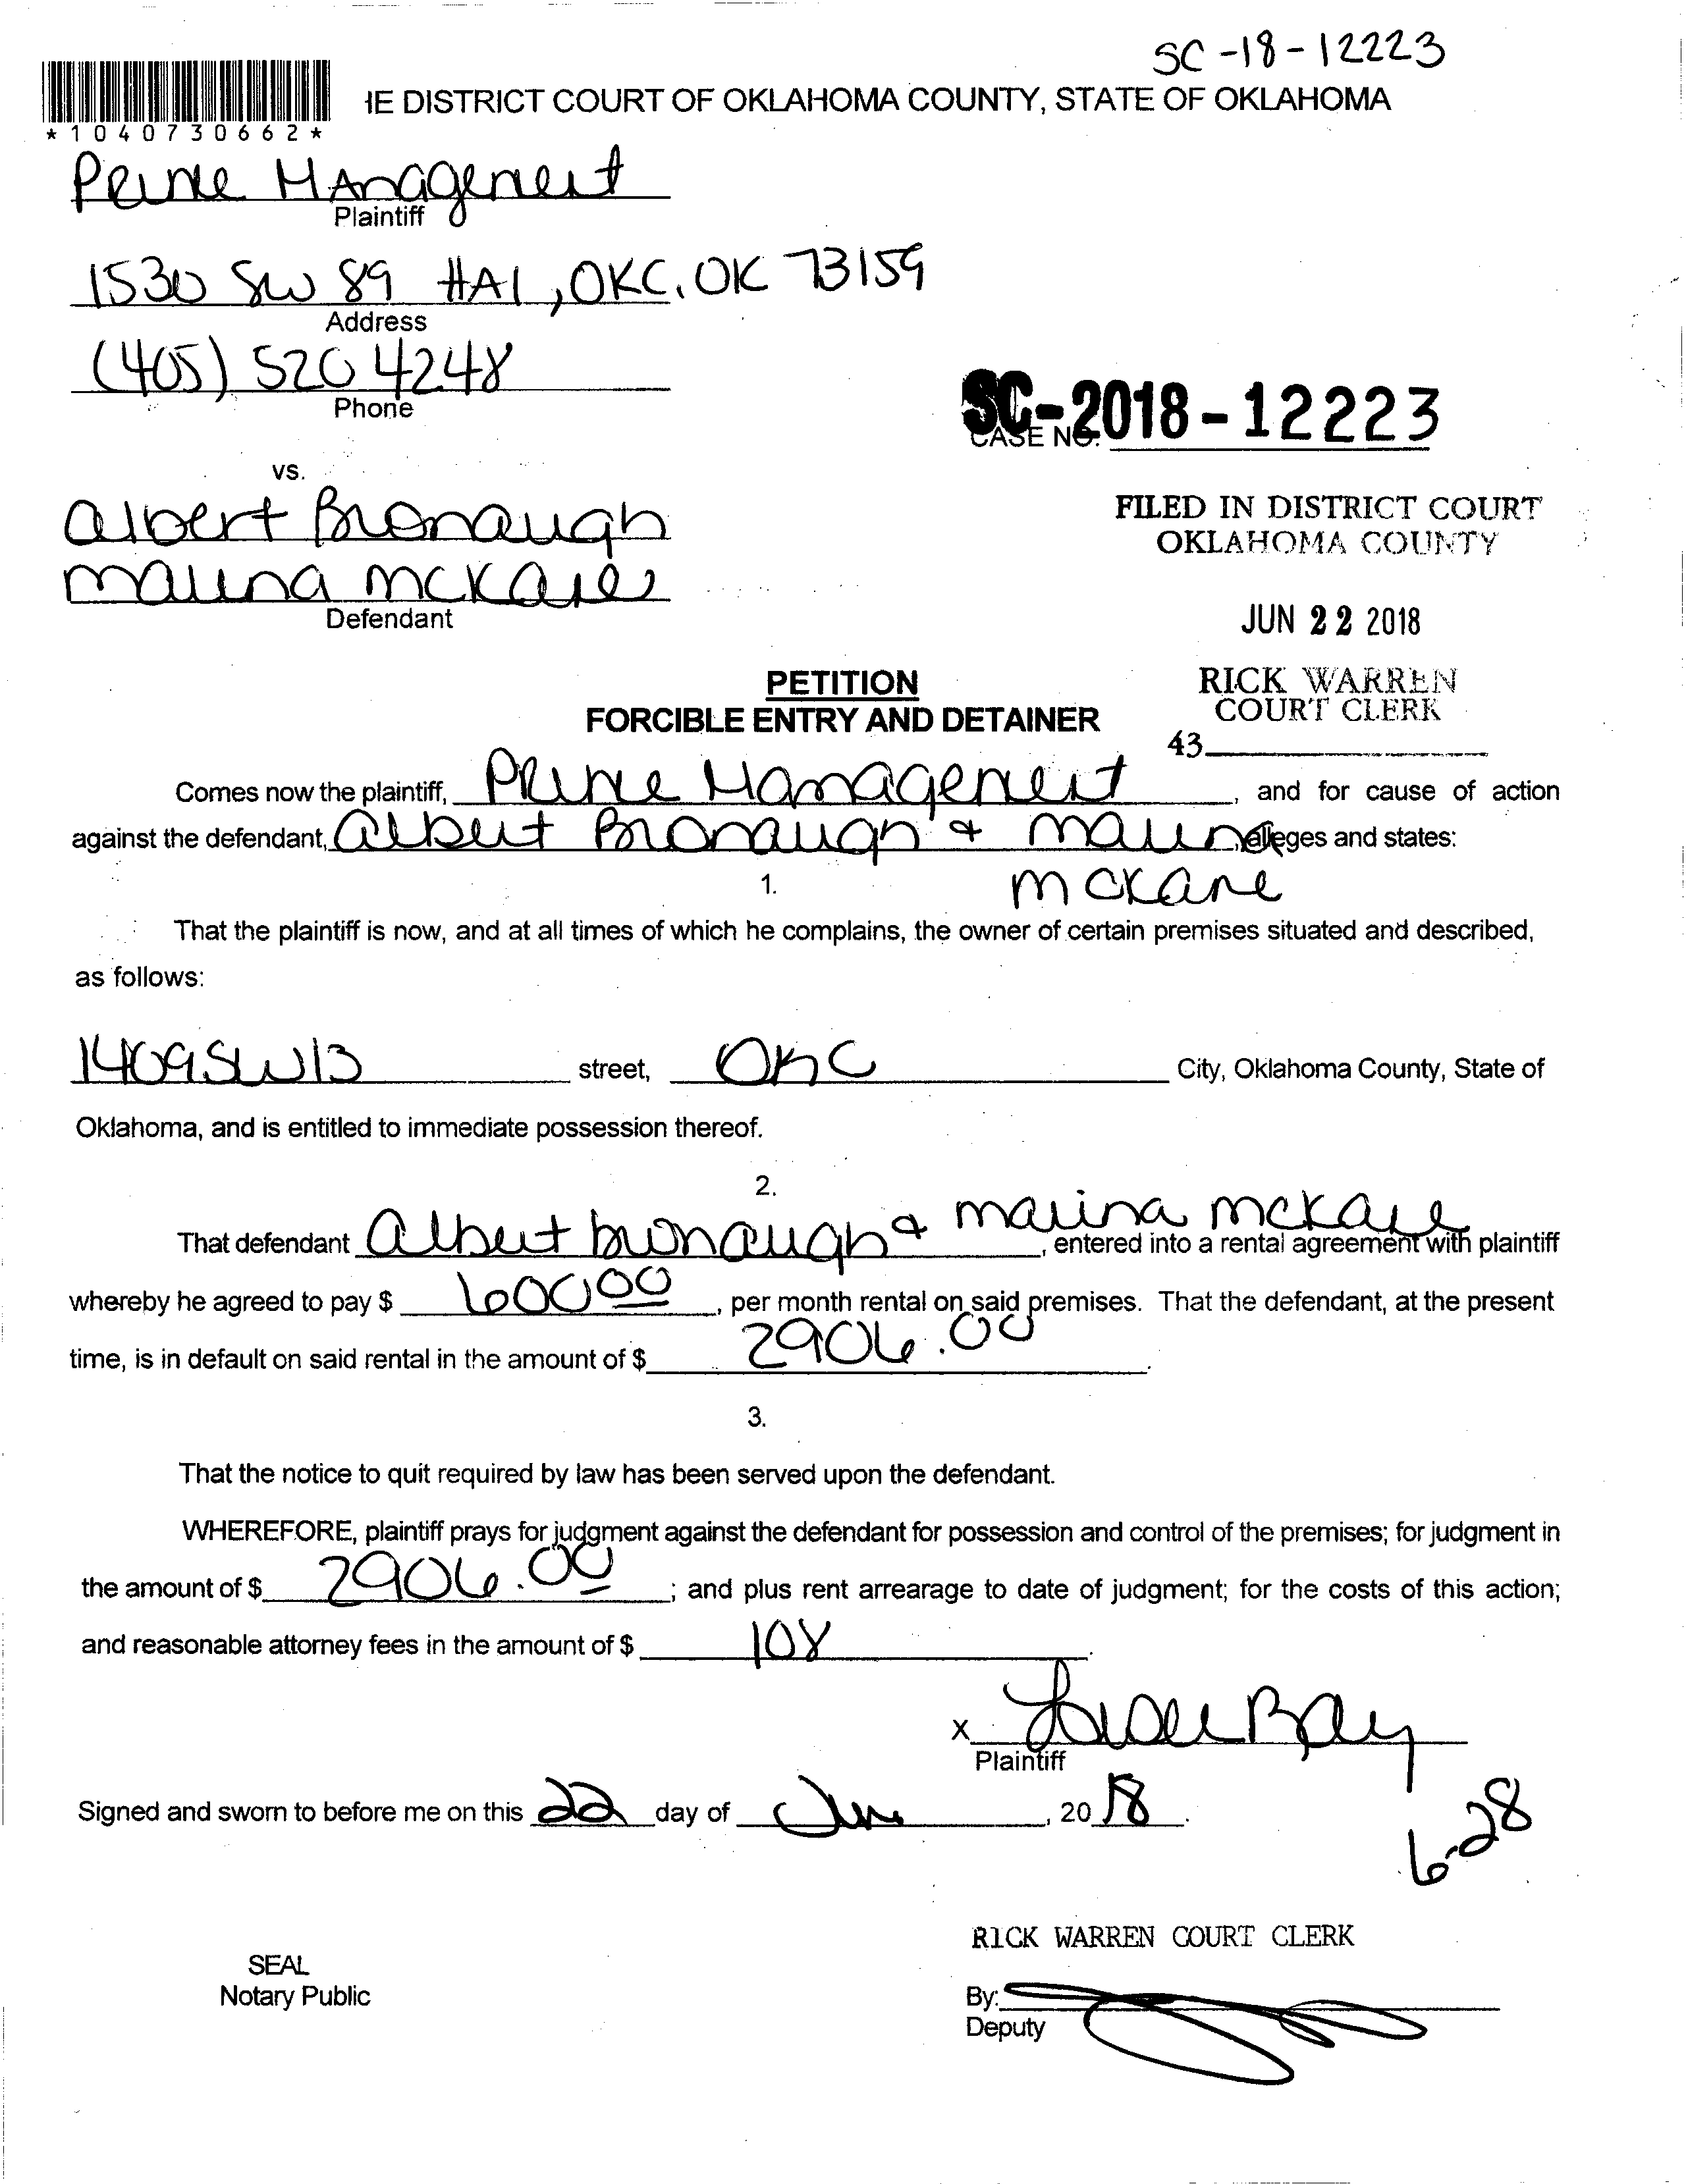 SC-18-12223
IE DISTRICT COURT OF OKLAHOMA COUNTY, STATE OF OKLAHOMA
*1040730662*
Prime Management
Plaintiff
1530 SW 89 #A1, OKC, OK 73159
Address
(405) 520 4248
Phone
SC-2018-12223
CASE NO.
vs.
Albert Bronaugh
FILED IN DISTRICT COURT
OKLAHOMA COUNTY
Marina McKane
Defendant
JUN 22 2018
PETITION
RICK WARREN
FORCIBLE ENTRY AND DETAINER
COURT CLERK
43
Comes now the plaintiff, Prime Management, and for cause of action
against the defendant, Albert Bronaugh & Marina alleges and states:
McKane
1.
That the plaintiff is now, and at all times of which he complains, the owner of certain premises situated and described,
as follows:
1409 SW 13 street, OKC City, Oklahoma County, State of
Oklahoma, and is entitled to immediate possession thereof.
2.
That defendant Albert bronaugh & marina mckane, entered into a rental agreement with plaintiff
whereby he agreed to pay $ 600.00, per month rental on said premises. That the defendant, at the present
time, is in default on said rental in the amount of $ 2906.00.
3.
That the notice to quit required by law has been served upon the defendant.
WHEREFORE, plaintiff prays for judgment against the defendant for possession and control of the premises; for judgment in
the amount of $ 2906.00; and plus rent arrearage to date of judgment; for the costs of this action;
and reasonable attorney fees in the amount of $ 108.
X
Plaintiff
Signed and sworn to before me on this 22 day of June, 20 18.
6-28
RICK WARREN COURT CLERK
SEAL
Notary Public
By:
Deputy